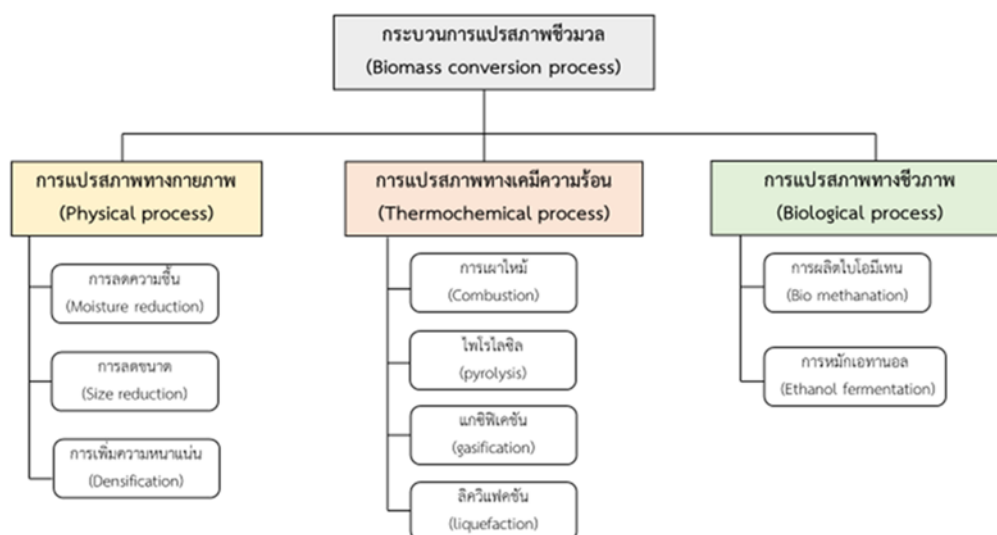 กระบวนการแปรสภาพชีวมวล
(Biomass conversion process)
การแปรสภาพทางกายภาพ
(Physical process)
การลดความชื้น
(Moisture reduction)
การลดขนาด
(Size reduction)
การเพิ่มความหนาแน่น
(Densification)
การแปรสภาพทางเคมีความร้อน
(Thermochemical process)
การเผาไหม้
(Combustion)
ไพโรไลซิล
(pyrolysis)
แกซิฟิเคชัน
(gasification)
ลิควิแฟคชัน
(liquefaction)
การแปรสภาพทางชีวภาพ
(Biological process)
การผลิตไบโอมีเทน
(Bio methanation)
การหมักเอทานอล
(Ethanol fermentation)